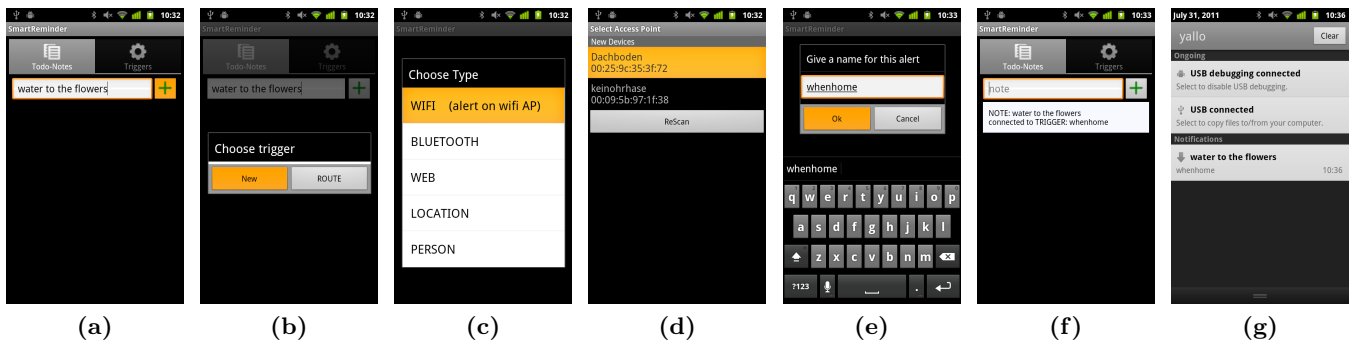 10:32
SmartReminder
Todo-Notes
Triggers
water to the flowers
(a)
10:32
SmartReminder
Todo-Notes
Triggers
water to the flowers
Choose trigger
New
ROUTE
(b)
10:32
SmartReminder
Choose Type
WIFI (alert on wifi AP)
BLUETOOTH
WEB
LOCATION
PERSON
(c)
10:32
Select Access Point
New Devices
Dachboden
00:25:9c:35:3f:72
keinohrhase
00:09:5b:97:1f:38
ReScan
(d)
10:33
SmartReminder
Give a name for this alert
whenhome
Ok
Cancel
whenhome
q w e r t y u i o p
a s d f g h j k l
z x c v b n m
?123 .
(e)
10:33
SmartReminder
Todo-Notes
Triggers
note
NOTE: water to the flowers
connected to TRIGGER: whenhome
(f)
July 31, 2011 10:36
yallo
Clear
Ongoing
USB debugging connected
Select to disable USB debugging.
USB connected
Select to copy files to/from your computer.
Notifications
water to the flowers
whenhome 10:36
(g)